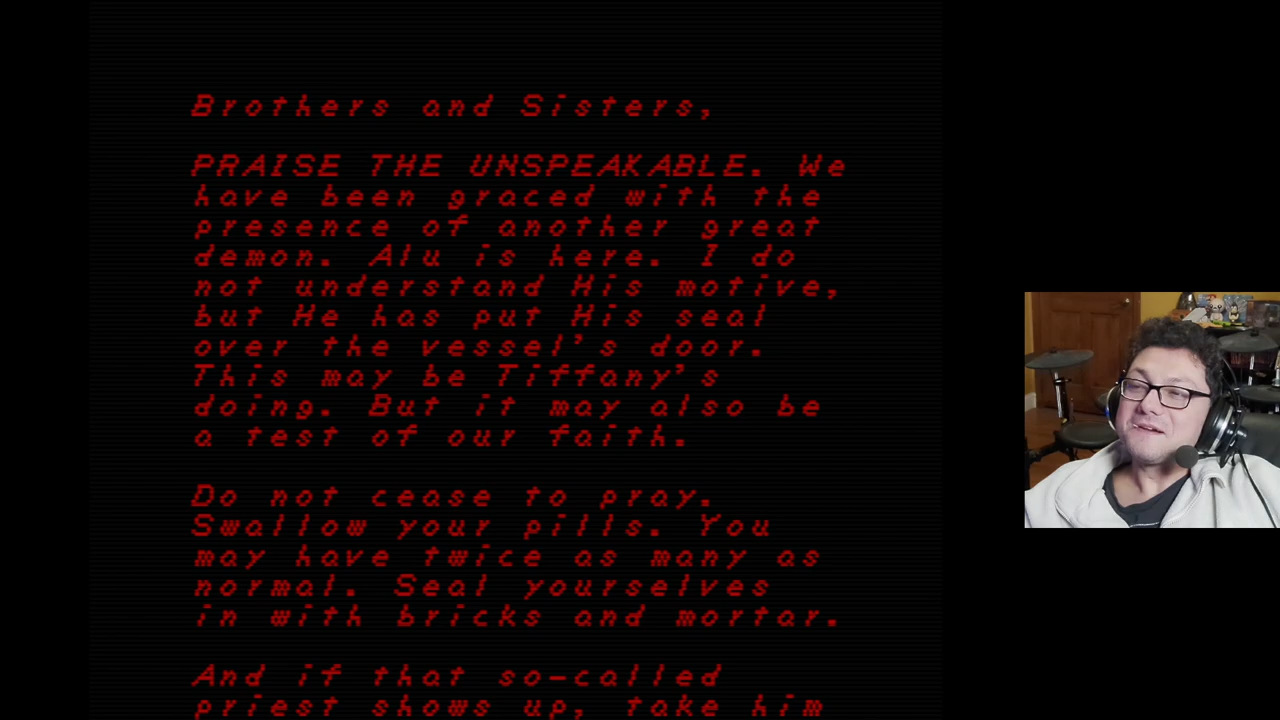 Brothers and Sisters,
PRAISE THE UNSPEAKABLE. We
have been graced with the
presence of another great
demon. Alu is here. I do
not understand His motive,
but He has put His seal
over the vessel's door.
This may be Tiffany's
doing. But it may also be
a test of our faith.
Do not cease to pray.
Swallow your pills. You
may have twice as many as
normal. Seal yourselves
in with bricks and mortar.
And if that so-called
priest shows up, take him